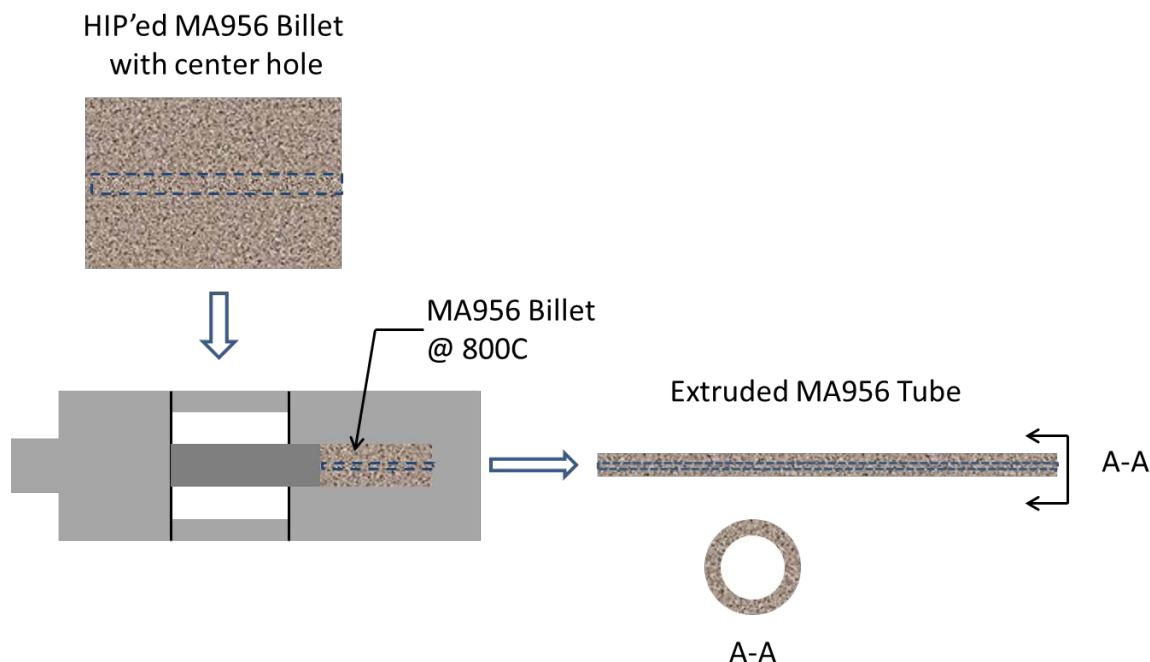 HIP'ed MA956 Billet
with center hole
MA956 Billet
@ 800C
Extruded MA956 Tube
A-A
A-A